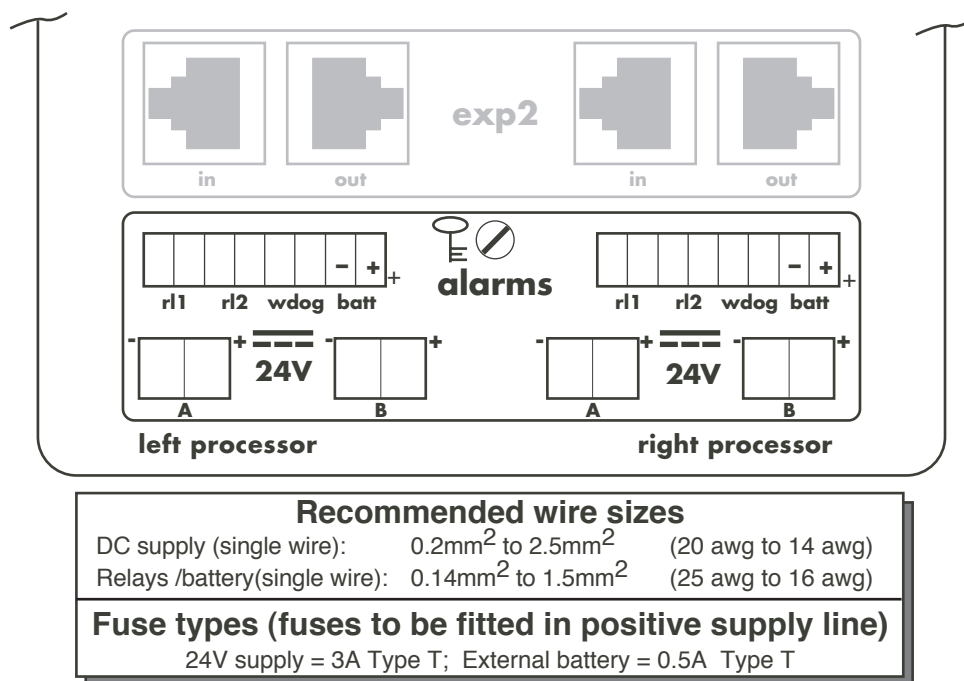 exp2
in out in out
alarms
- + + - + +
rl1 rl2 wdog batt rl1 rl2 wdog batt
- + - + - + - +
24V 24V
A B A B
left processor right processor
Recommended wire sizes
DC supply (single wire): 0.2mm² to 2.5mm² (20 awg to 14 awg)
Relays /battery(single wire): 0.14mm² to 1.5mm² (25 awg to 16 awg)
Fuse types (fuses to be fitted in positive supply line)
24V supply = 3A Type T; External battery = 0.5A Type T